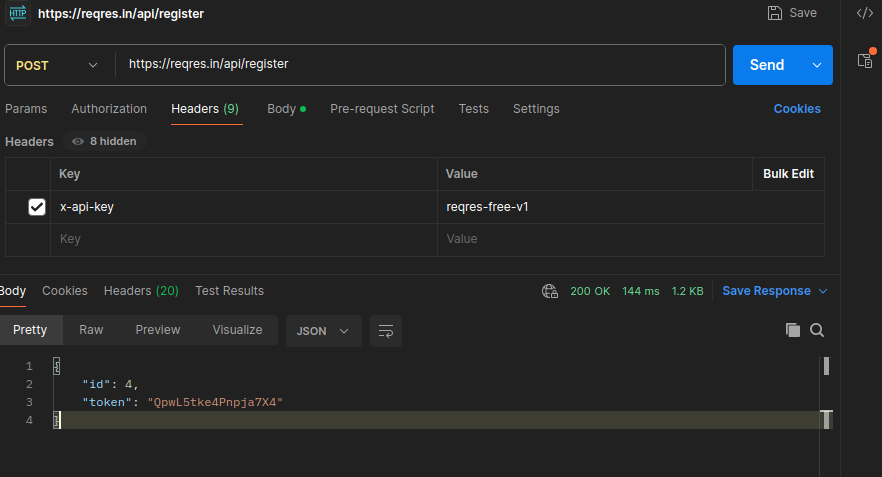 HTTP https://reqres.in/api/register Save
POST https://reqres.in/api/register Send
Params Authorization Headers (9) Body Pre-request Script Tests Settings Cookies
Headers 8 hidden
Key Value Bulk Edit
x-api-key reqres-free-v1
Key Value
Body Cookies Headers (20) Test Results 200 OK 144 ms 1.2 KB Save Response
Pretty Raw Preview Visualize JSON
1 {
2 "id": 4,
3 "token": "QpwL5tke4Pnpja7X4"
4 }